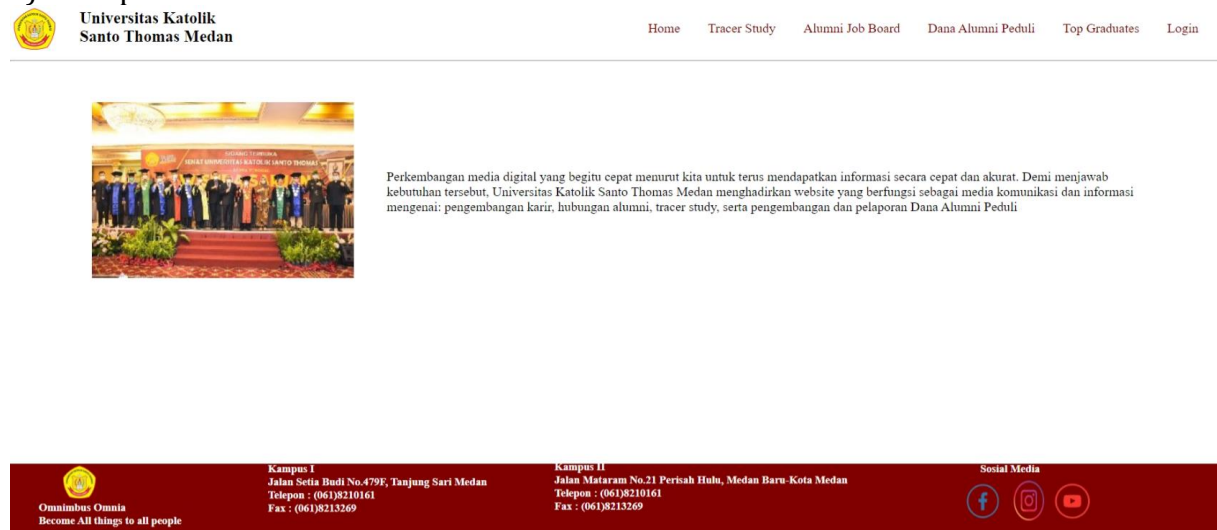 Universitas Katolik
Santo Thomas Medan
Home Tracer Study Alumni Job Board Dana Alumni Peduli Top Graduates Login
SENAT UNIVERSITAS KATOLIK SANTO THOMAS
Perkembangan media digital yang begitu cepat menurut kita untuk terus mendapatkan informasi secara cepat dan akurat. Demi menjawab
kebutuhan tersebut, Universitas Katolik Santo Thomas Medan menghadirkan website yang berfungsi sebagai media komunikasi dan informasi
mengenai: pengembangan karir, hubungan alumni, tracer study, serta pengembangan dan pelaporan Dana Alumni Peduli
Omnimbus Omnia
Become All things to all people
Kampus I
Jalan Setia Budi No.479F, Tanjung Sari Medan
Telepon : (061)8210161
Fax : (061)8213269
Kampus II
Jalan Mataram No.21 Perisah Hulu, Medan Baru-Kota Medan
Telepon : (061)8210161
Fax : (061)8213269
Sosial Media